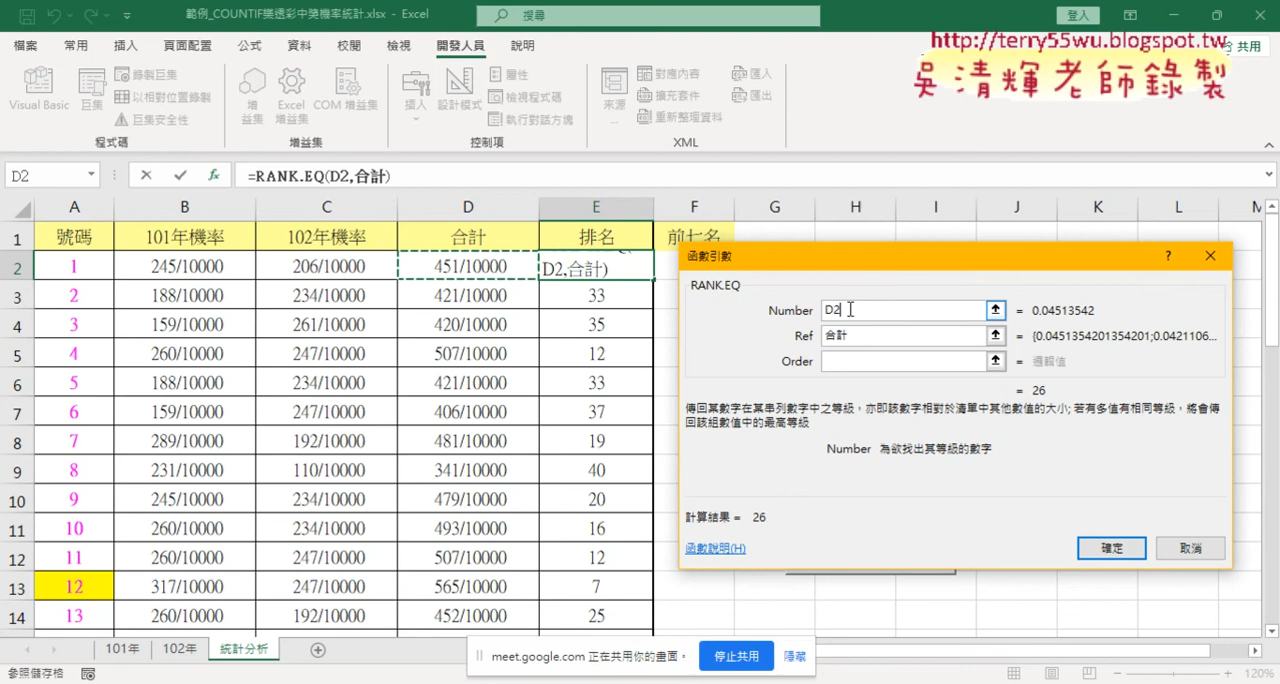 範例_COUNTIF樂透彩中獎機率統計.xlsx - Excel
搜尋
登入
檔案 常用 插入 頁面配置 公式 資料 校閱 檢視 開發人員 說明
http://terry55wu.blogspot.tw
共用
吳清輝老師錄製
Visual Basic 巨集 錄製巨集 以相對位置錄製 巨集安全性
增益集 Excel 增益集 COM 增益集
插入 設計模式 屬性 檢視程式碼 執行對話方塊
來源... 對應內容 擴充套件 重新整理資料 匯入 匯出
程式碼 增益集 控制項 XML
D2 fx =RANK.EQ(D2,合計)
A B C D E F G H I J K L M
1 號碼 101年機率 102年機率 合計 排名 前七名
2 1 245/10000 206/10000 451/10000 D2,合計)
3 2 188/10000 234/10000 421/10000 33
4 3 159/10000 261/10000 420/10000 35
5 4 260/10000 247/10000 507/10000 12
6 5 188/10000 234/10000 421/10000 33
7 6 159/10000 247/10000 406/10000 37
8 7 289/10000 192/10000 481/10000 19
9 8 231/10000 110/10000 341/10000 40
10 9 245/10000 234/10000 479/10000 20
11 10 260/10000 234/10000 493/10000 16
12 11 260/10000 247/10000 507/10000 12
13 12 317/10000 247/10000 565/10000 7
14 13 260/10000 192/10000 452/10000 25
函數引數 ?
RANK.EQ
Number D2 = 0.04513542
Ref 合計 = {0.0451354201354201;0.0421106...
Order = 邏輯值
= 26
傳回某數字在某串列數字中之等級，亦即該數字相對於清單中其他數值的大小; 若有多值有相同等級，將會傳
回該組數值中的最高等級
Number 為欲找出某等級的數字
計算結果 = 26
函數說明(H)
確定 取消
101年 102年 統計分析
meet.google.com 正在共用你的畫面。 停止共用 隱藏
參照儲存格
120%